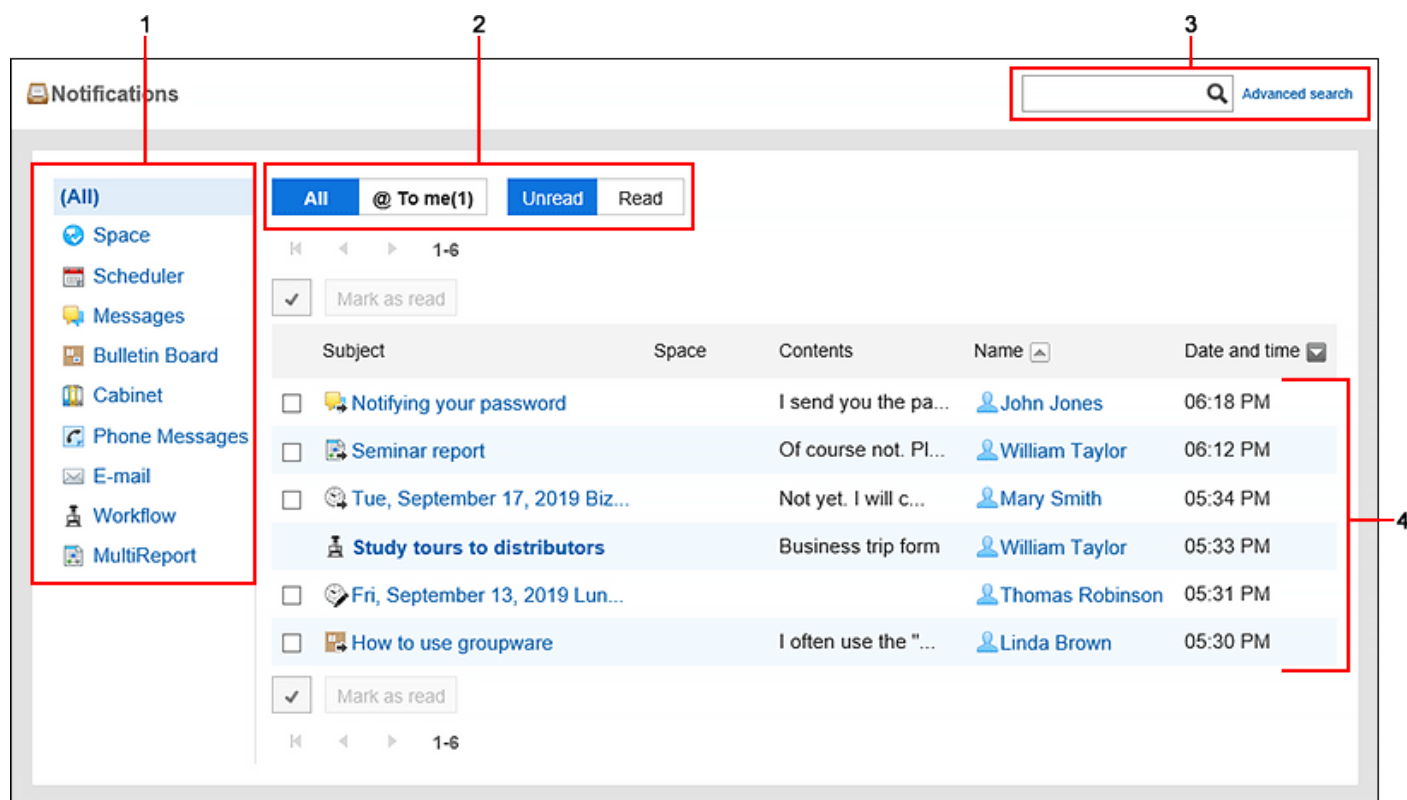 1 2 3
Notifications Advanced search
(All) All @ To me(1) Unread Read
Space
1-6
Scheduler
Mark as read
Messages
Bulletin Board
Subject Space Contents Name Date and time
Cabinet
Notifying your password I send you the pa... John Jones 06:18 PM
Phone Messages
Seminar report Of course not. Pl... William Taylor 06:12 PM
E-mail
Tue, September 17, 2019 Biz... Not yet. I will c... Mary Smith 05:34 PM
Workflow
4
Study tours to distributors Business trip form William Taylor 05:33 PM
MultiReport
Fri, September 13, 2019 Lun... Thomas Robinson 05:31 PM
How to use groupware I often use the "... Linda Brown 05:30 PM
Mark as read
1-6